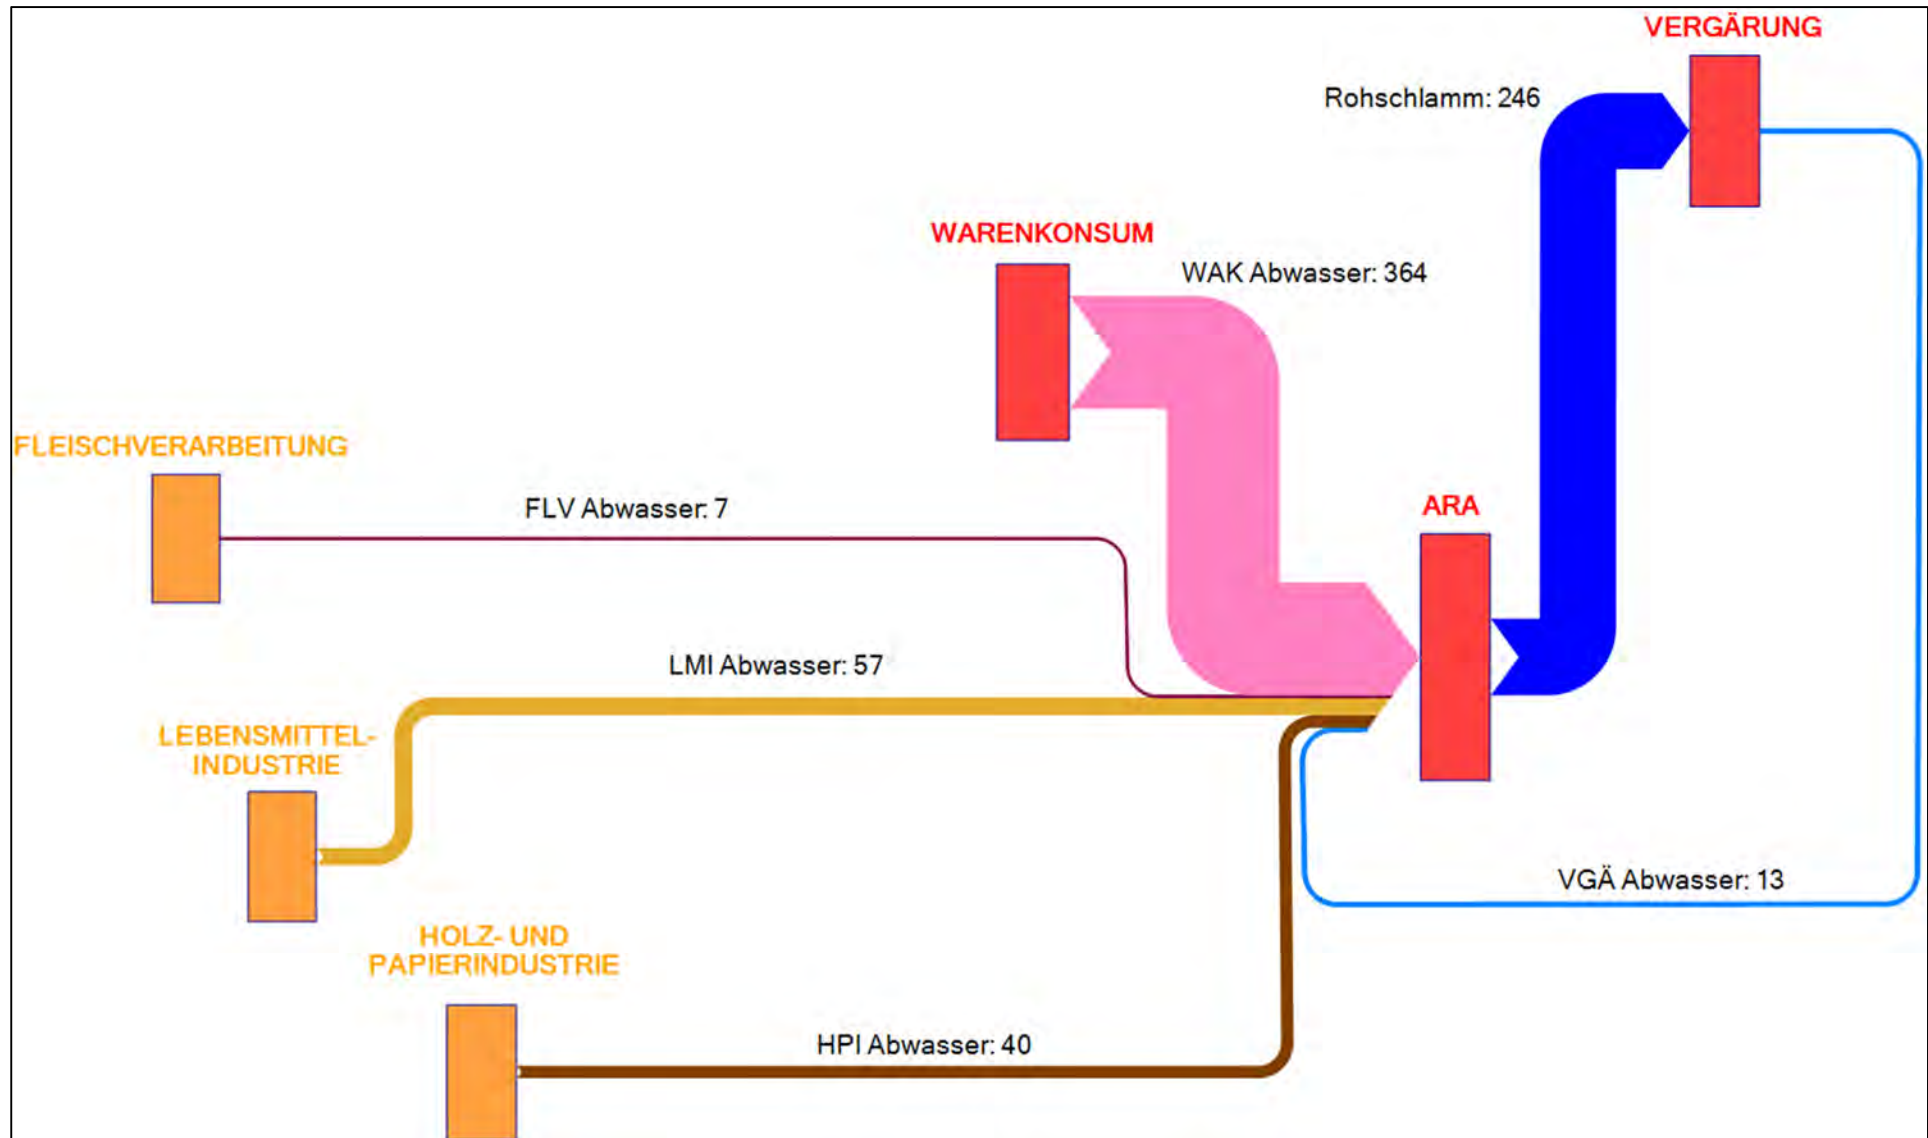 VERGÄRUNG
Rohschlamm: 246
WARENKONSUM
WAK Abwasser: 364
FLEISCHVERARBEITUNG
FLV Abwasser: 7
ARA
LMI Abwasser: 57
LEBENSMITTEL-
INDUSTRIE
VGÄ Abwasser: 13
HOLZ- UND
PAPIERINDUSTRIE
HPI Abwasser: 40